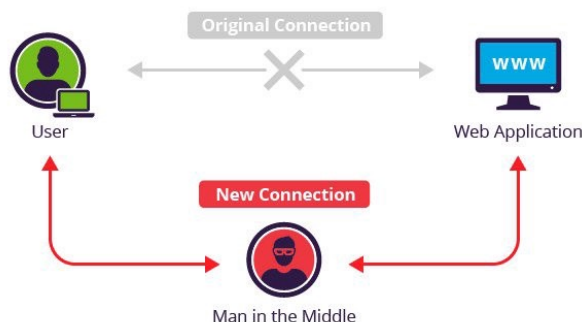 Original Connection
www
User
Web Application
New Connection
Man in the Middle